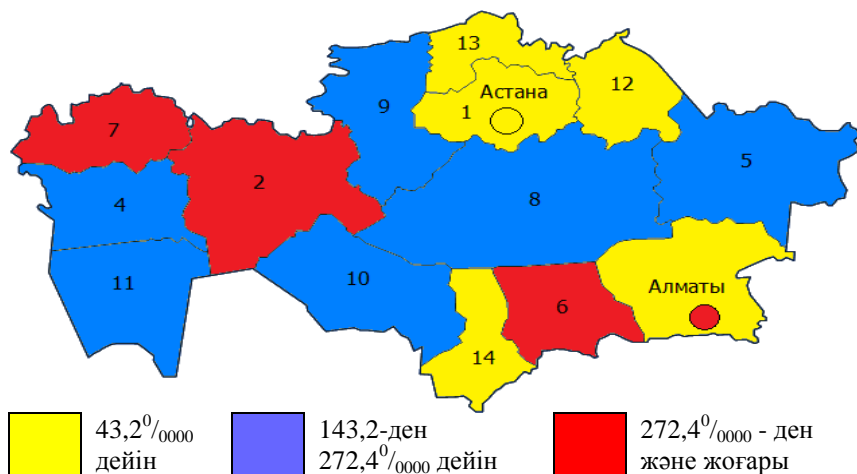 13
12
Астана
1
9
7
5
2
4
8
11
10
Алматы
6
14
43,2⁰/₀₀₀₀
дейін
143,2-ден
272,4⁰/₀₀₀₀ дейін
272,4⁰/₀₀₀₀ - ден
және жоғары